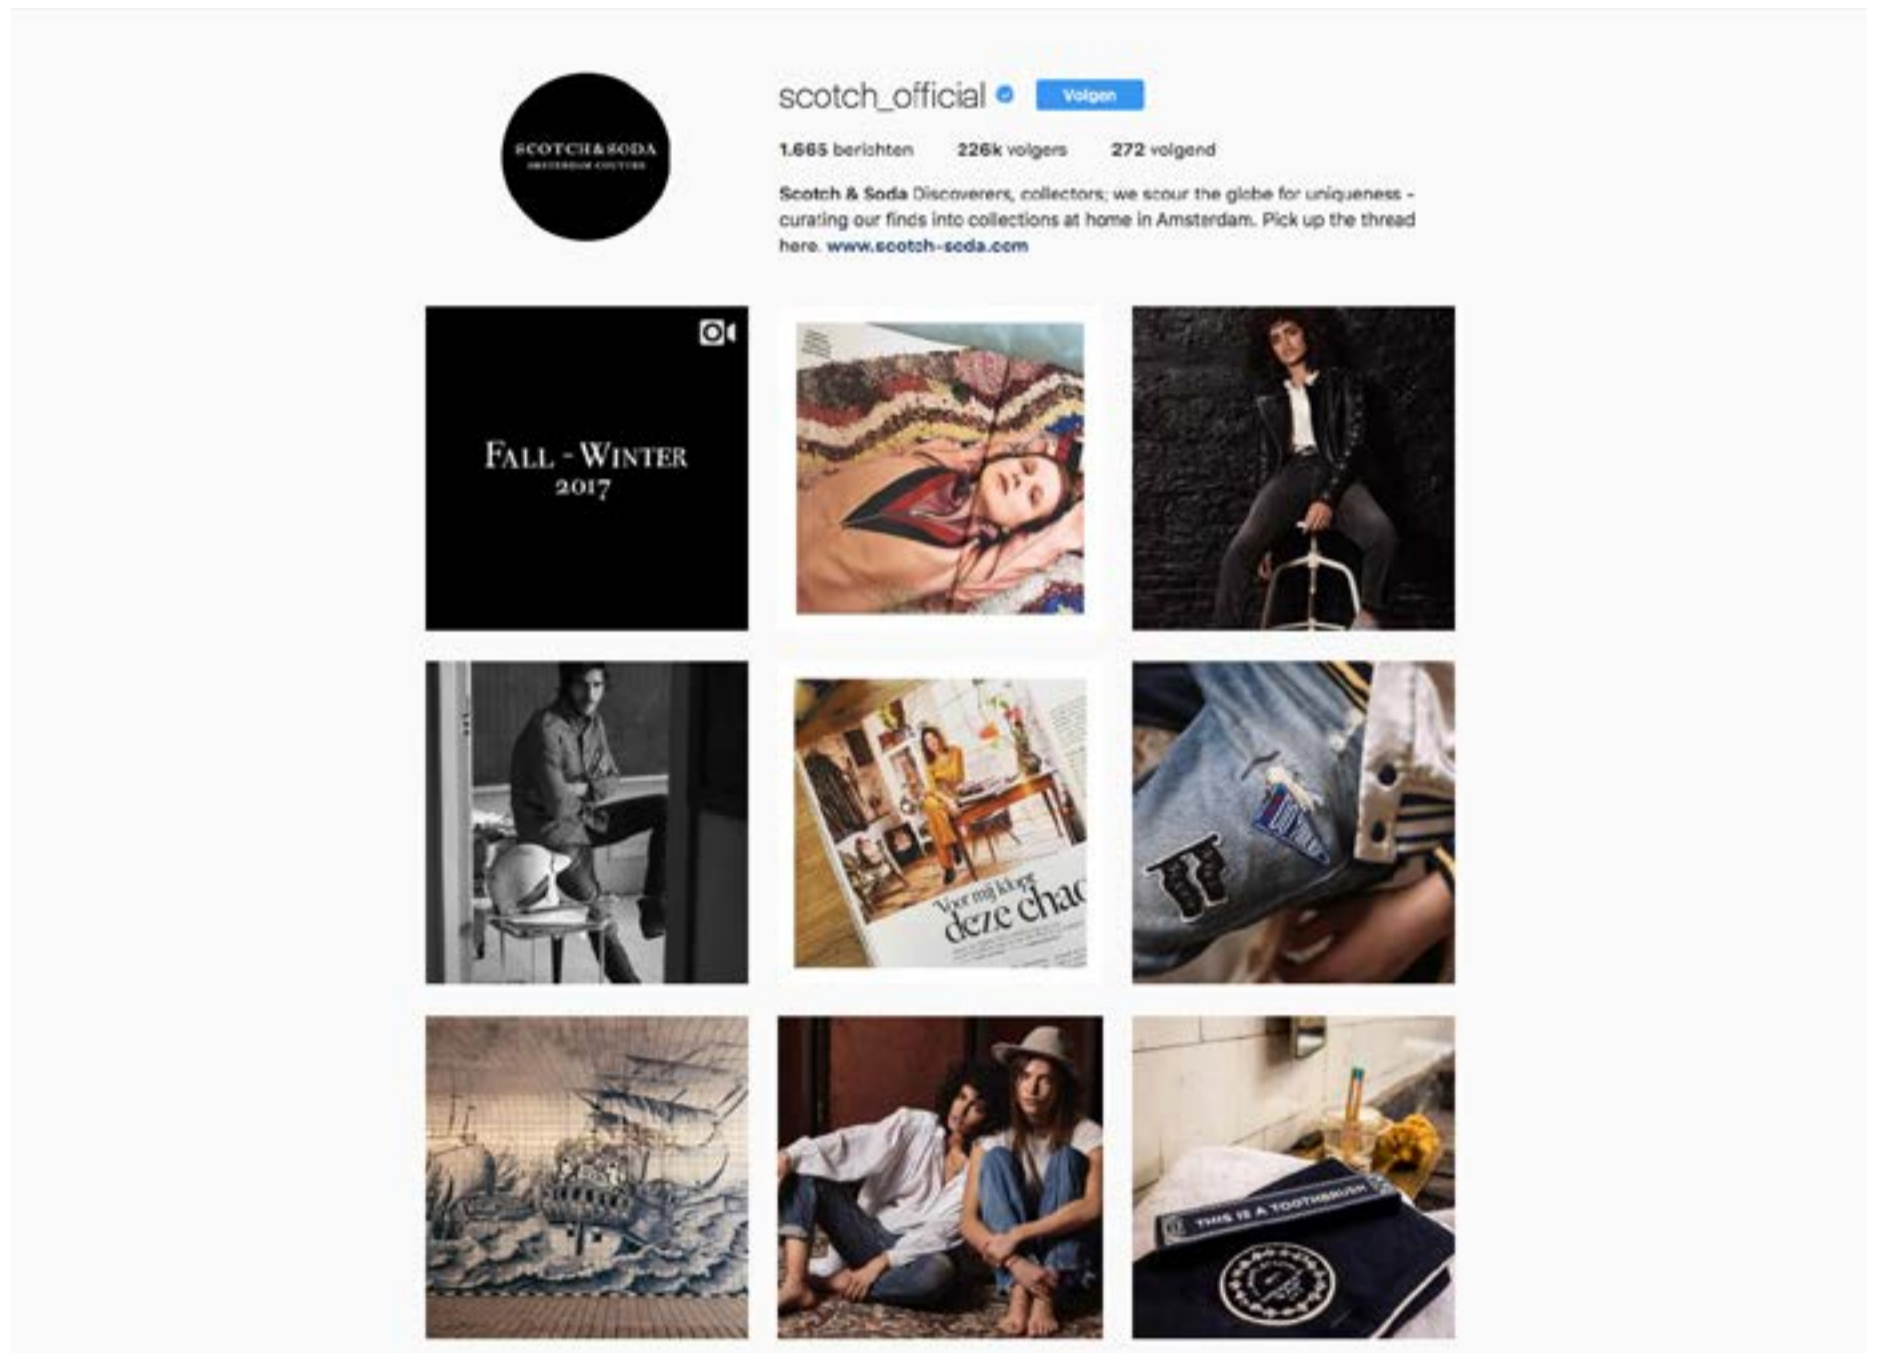 SCOTCH & SODA
AMSTERDAM COUTURE
scotch_official
Volgen
1.665 berichten 226k volgers 272 volgend
Scotch & Soda Discoverers, collectors; we scour the globe for uniqueness -
curating our finds into collections at home in Amsterdam. Pick up the thread
here. www.scotch-soda.com
FALL - WINTER
2017
'Voor mij klopt
deze chao
THIS IS A TOOTHBRUSH